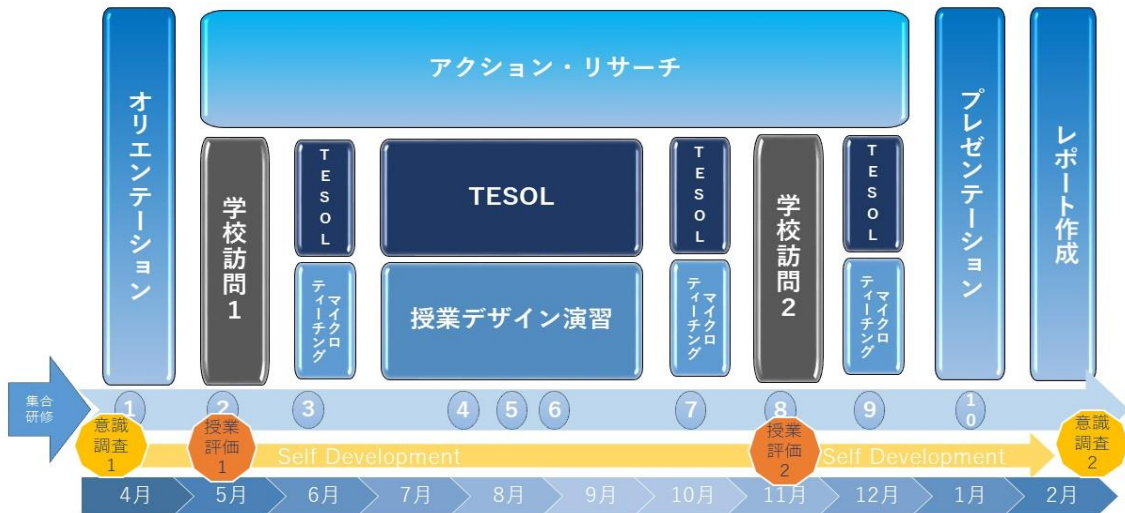 アクション・リサーチ
オリエンテーション
学校訪問1
TESOL
マイクロ
ティーチング
TESOL
授業デザイン演習
TESOL
マイクロ
ティーチング
学校訪問2
TESOL
マイクロ
ティーチング
プレゼンテーション
レポート作成
集合
研修
1
2
3
4
5
6
7
8
9
10
意識
調査
1
授業
評価
1
Self Development
授業
評価
2
Self Development
意識
調査
2
4月
5月
6月
7月
8月
9月
10月
11月
12月
1月
2月